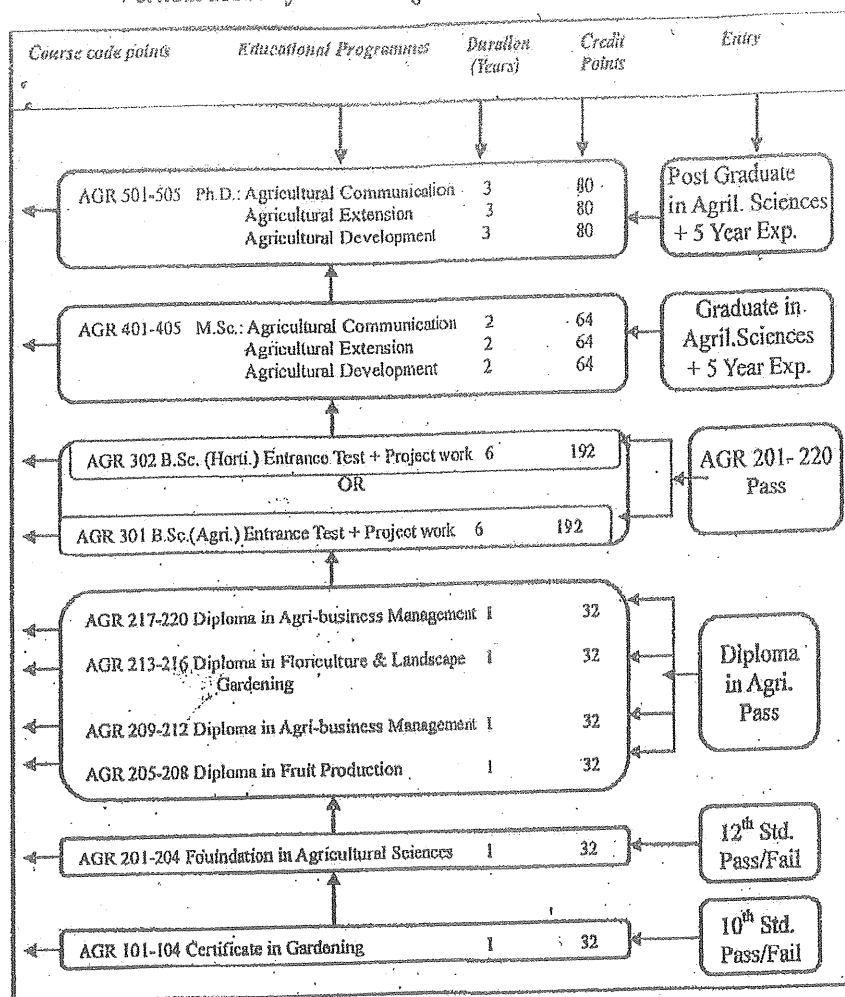 Course code points Educational Programmes Duration (Years) Credit Points Entry
AGR 501-505 Ph.D.: Agricultural Communication 3 80
Agricultural Extension 3 80
Agricultural Development 3 80
Post Graduate
in Agril. Sciences
+ 5 Year Exp.
AGR 401-405 M.Sc.: Agricultural Communication 2 64
Agricultural Extension 2 64
Agricultural Development 2 64
Graduate in
Agril.Sciences
+ 5 Year Exp.
AGR 302 B.Sc. (Horti.) Entrance Test + Project work 6 192
OR
AGR 301 B.Sc.(Agri.) Entrance Test + Project work 6 192
AGR 201- 220
Pass
AGR 217-220 Diploma in Agri-business Management 1 32
AGR 213-216 Diploma in Floriculture & Landscape 1 32
Gardening
AGR 209-212 Diploma in Agri-business Management 1 32
AGR 205-208 Diploma in Fruit Production 1 32
Diploma
in Agri.
Pass
AGR 201-204 Fouindation in Agricultural Sciences 1 32
12th Std.
Pass/Fail
AGR 101-104 Certificate in Gardening 1 32
10th Std.
Pass/Fail